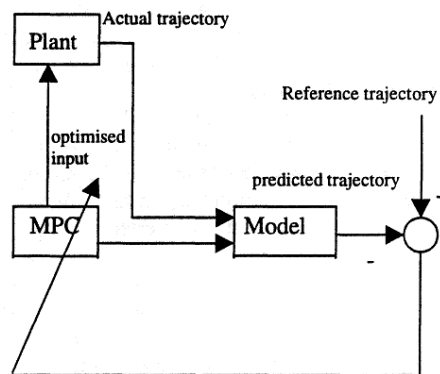 Actual trajectory
Plant
Reference trajectory
optimised
input
predicted trajectory
MPC
Model
-
-